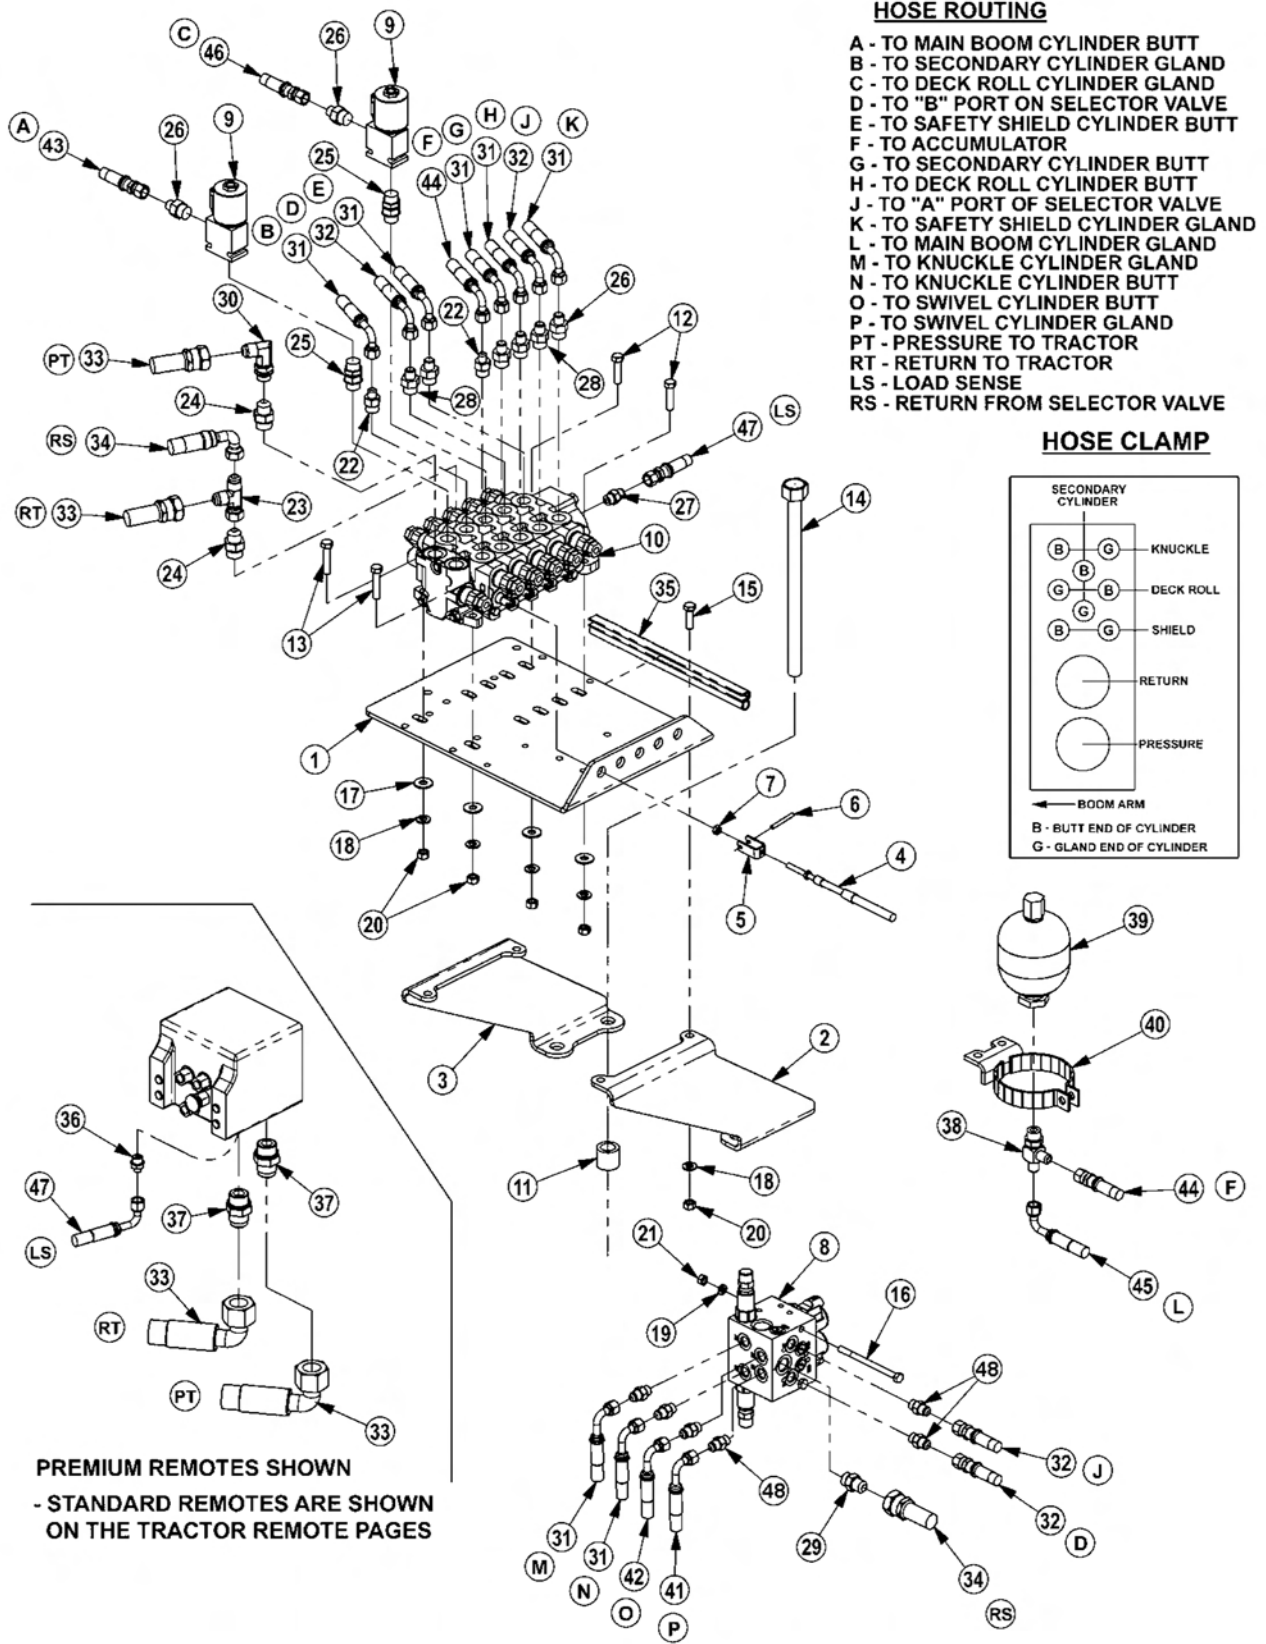 HOSE ROUTING
A - TO MAIN BOOM CYLINDER BUTT
B - TO SECONDARY CYLINDER GLAND
C - TO DECK ROLL CYLINDER GLAND
D - TO "B" PORT ON SELECTOR VALVE
E - TO SAFETY SHIELD CYLINDER BUTT
F - TO ACCUMULATOR
G - TO SECONDARY CYLINDER BUTT
H - TO DECK ROLL CYLINDER BUTT
J - TO "A" PORT OF SELECTOR VALVE
K - TO SAFETY SHIELD CYLINDER GLAND
L - TO MAIN BOOM CYLINDER GLAND
M - TO KNUCKLE CYLINDER GLAND
N - TO KNUCKLE CYLINDER BUTT
O - TO SWIVEL CYLINDER BUTT
P - TO SWIVEL CYLINDER GLAND
PT - PRESSURE TO TRACTOR
RT - RETURN TO TRACTOR
LS - LOAD SENSE
RS - RETURN FROM SELECTOR VALVE
HOSE CLAMP
SECONDARY
CYLINDER
B G KNUCKLE
B
G B DECK ROLL
G
B G SHIELD
RETURN
PRESSURE
BOOM ARM
B - BUTT END OF CYLINDER
G - GLAND END OF CYLINDER
C 46 26 9
A 43 26 9
F G H J K
25 44 31 31 32 31
B D E
31 32 31
30 22 26 12
PT 33 25 28 28
24
RS 34 22 47 LS
RT 33 23 27 14
24 10
13 35 15
1
17 7 6
18 4
20 5
39
3 2 40
36 38
47 37 37 11 18 44 F
LS 21 20 8
33 19 16 45 L
RT
PT 33 48
32 J
48 32 D
31 31 42 41 29 34
M N O P RS
PREMIUM REMOTES SHOWN
- STANDARD REMOTES ARE SHOWN
ON THE TRACTOR REMOTE PAGES